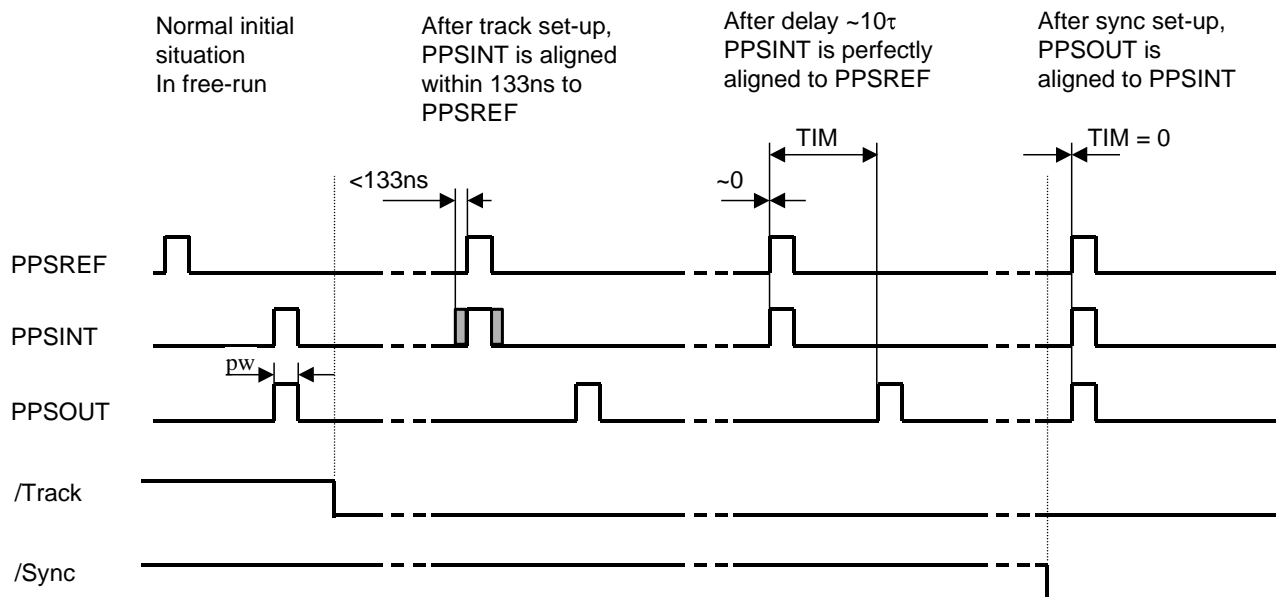 Normal initial
situation
In free-run
After track set-up,
PPSINT is aligned
within 133ns to
PPSREF
After delay ~10τ
PPSINT is perfectly
aligned to PPSREF
After sync set-up,
PPSOUT is
aligned to PPSINT
TIM
TIM = 0
<133ns
~0
PPSREF
PPSINT
pw
PPSOUT
/Track
/Sync